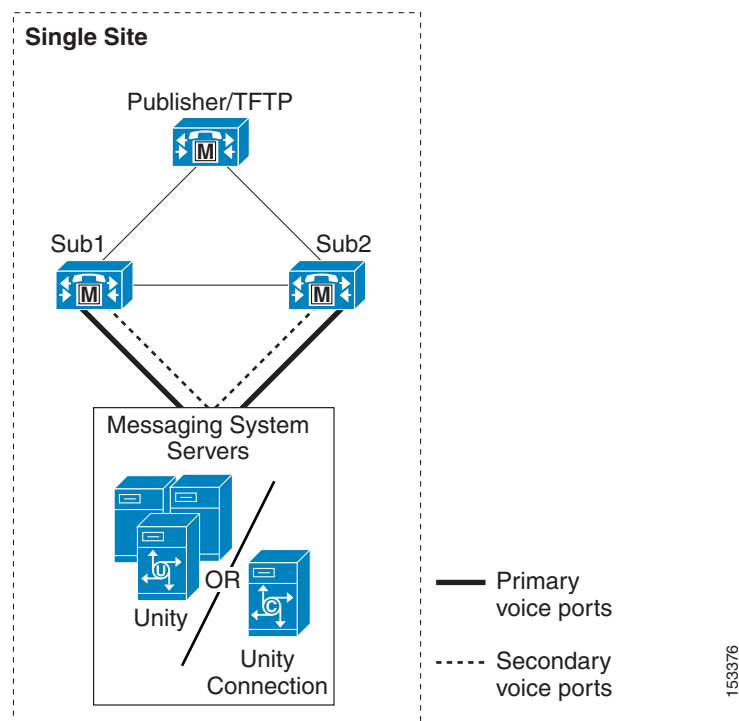 Single Site
Publisher/TFTP
M
Sub1
Sub2
M
M
Messaging System
Servers
U
OR
C
Unity
Unity
Connection
Primary
voice ports
Secondary
voice ports
153376